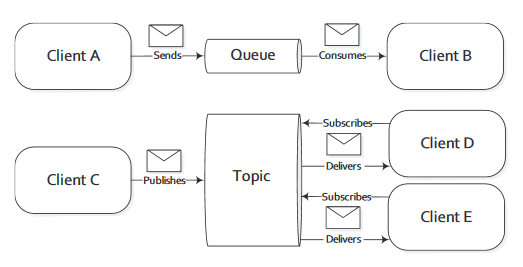 Client A
Sends
Queue
Consumes
Client B
Client C
Publishes
Topic
Subscribes
Delivers
Client D
Subscribes
Delivers
Client E